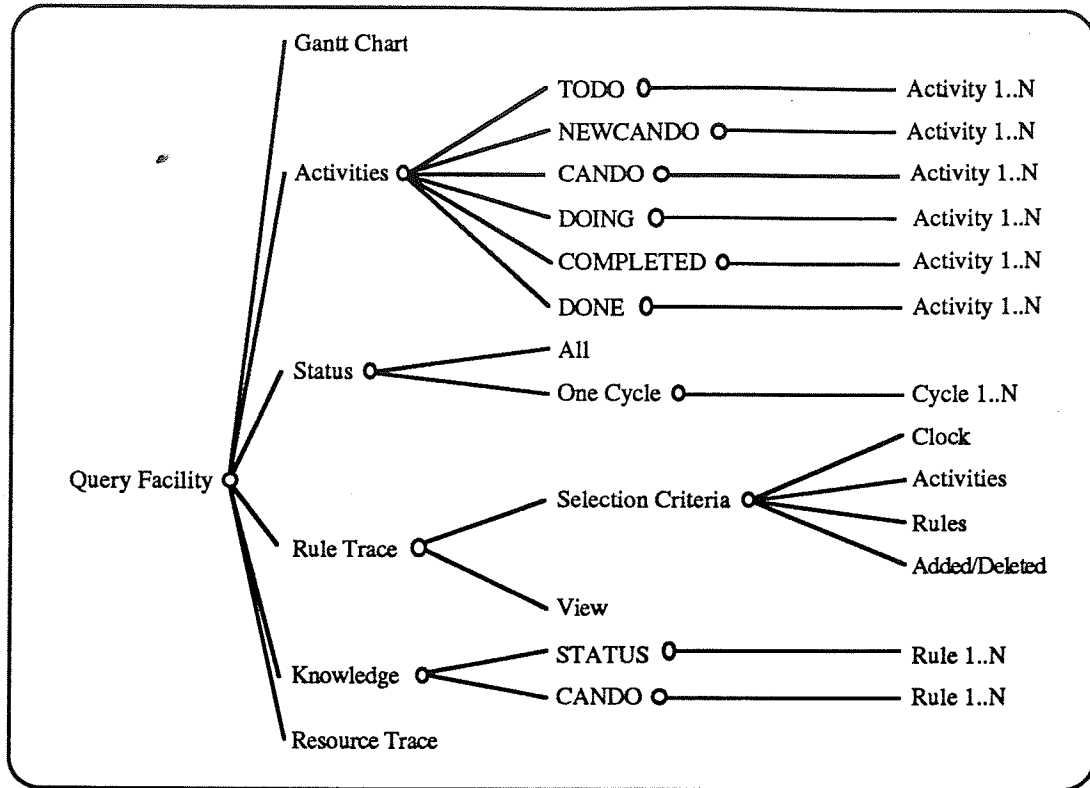 Gantt Chart
TODO Activity 1..N
NEWCANDO Activity 1..N
Activities CANDO Activity 1..N
DOING Activity 1..N
COMPLETED Activity 1..N
DONE Activity 1..N
All
Status
One Cycle Cycle 1..N
Clock
Query Facility Activities
Selection Criteria
Rules
Rule Trace
Added/Deleted
View
STATUS Rule 1..N
Knowledge
CANDO Rule 1..N
Resource Trace